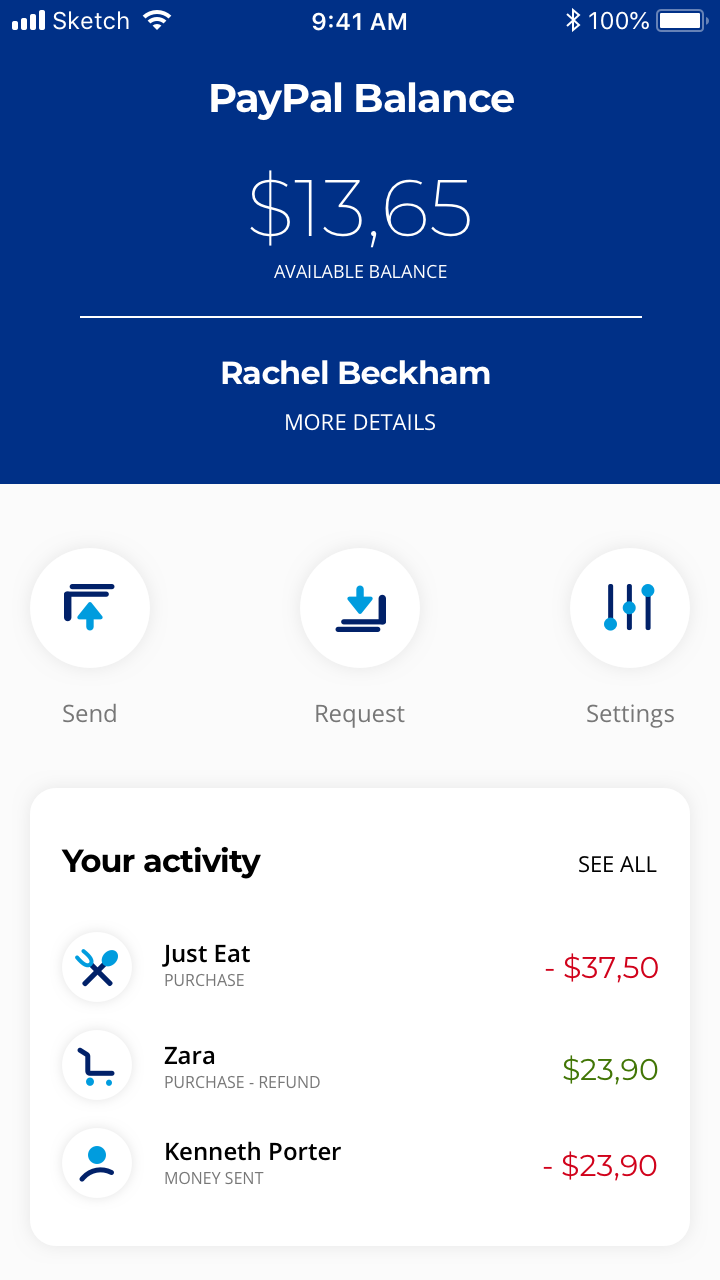 Sketch 9:41 AM 100%
PayPal Balance
$13,65
AVAILABLE BALANCE
Rachel Beckham
MORE DETAILS
Send Request Settings
Your activity SEE ALL
Just Eat
PURCHASE
- $37,50
Zara
PURCHASE - REFUND
$23,90
Kenneth Porter
MONEY SENT
- $23,90